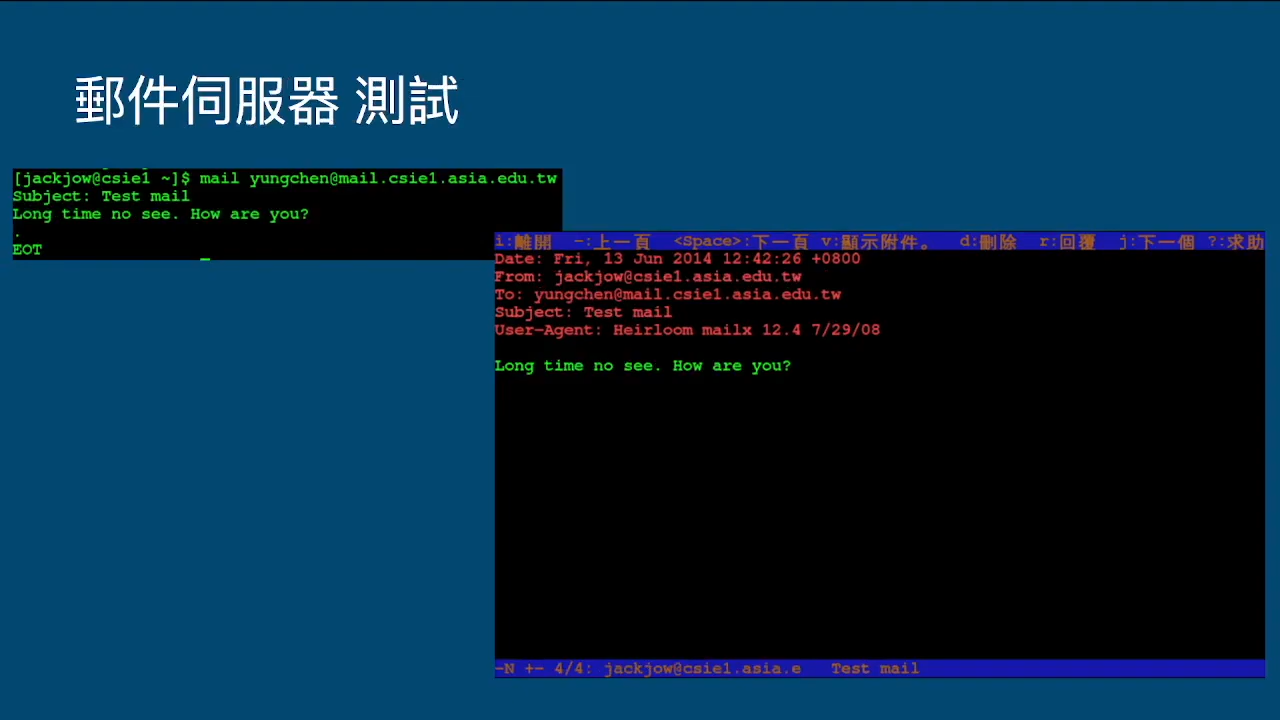 郵件伺服器 測試
[jackjow@csie1 ~]$ mail yungchen@mail.csie1.asia.edu.tw
Subject: Test mail
Long time no see. How are you?
.
EOT
i:離開 -:上一頁 <Space>:下一頁 v:顯示附件。 d:刪除 r:回覆 j:下一個 ?:求助
Date: Fri, 13 Jun 2014 12:42:26 +0800
From: jackjow@csie1.asia.edu.tw
To: yungchen@mail.csie1.asia.edu.tw
Subject: Test mail
User-Agent: Heirloom mailx 12.4 7/29/08
Long time no see. How are you?
-N +- 4/4: jackjow@csie1.asia.e Test mail